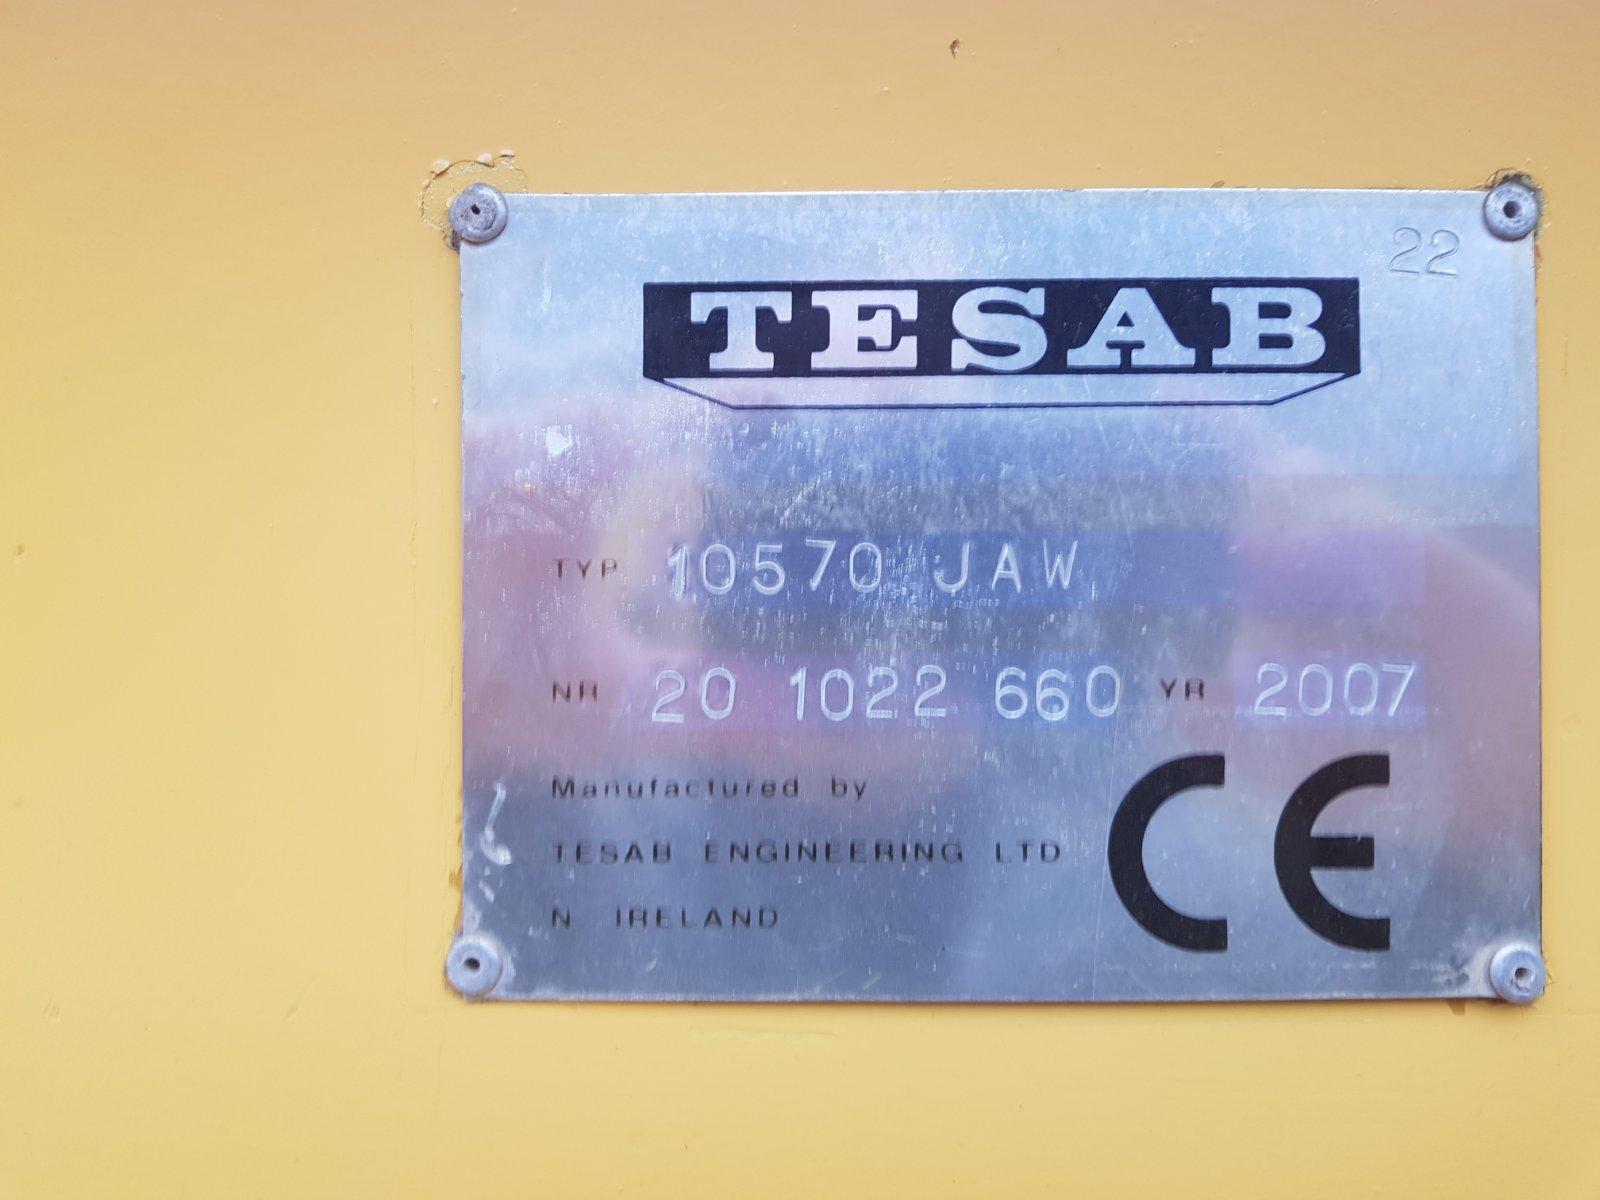 22
TESAB
TYP 10570 JAW
NR 20 1022 660 YR 2007
Manufactured by
TESAB ENGINEERING LTD
N IRELAND
CE